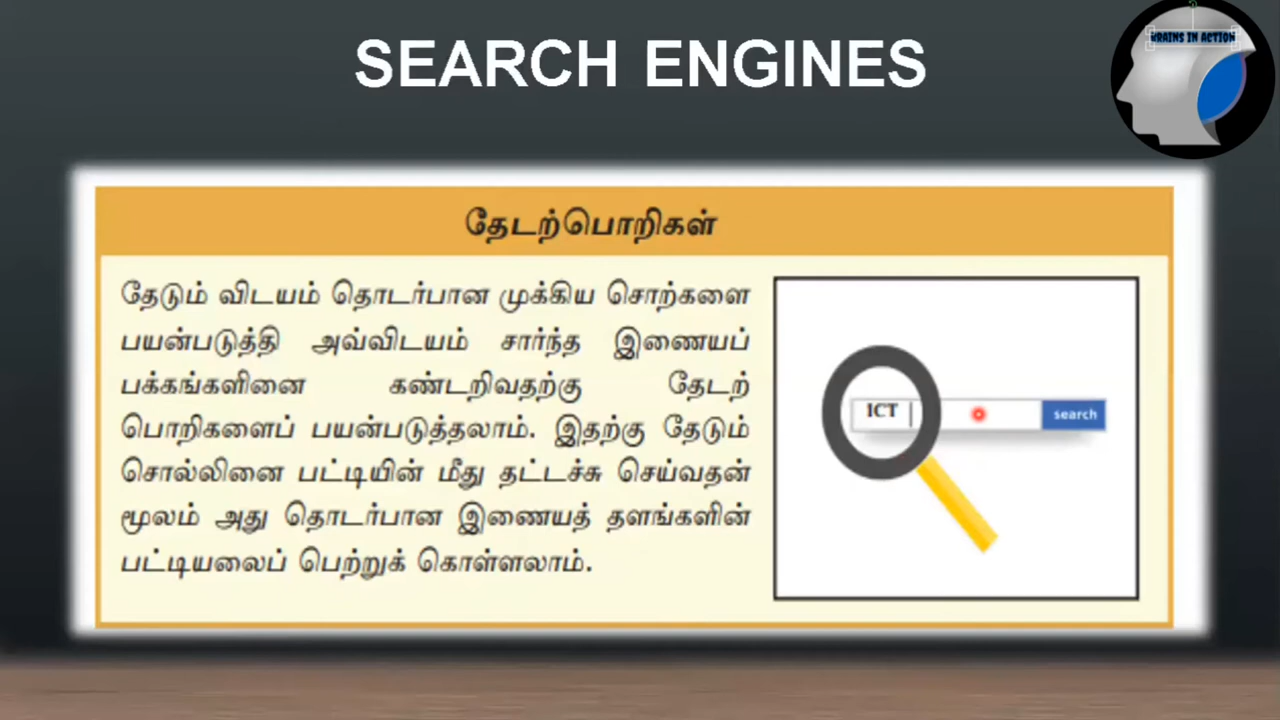 SEARCH ENGINES
BRAINS IN ACTION
தேடற்பொறிகள்
தேடும் விடயம் தொடர்பான முக்கிய சொற்களை
பயன்படுத்தி அவ்விடயம் சார்ந்த இணையப்
பக்கங்களினை கண்டறிவதற்கு தேடற்
பொறிகளைப் பயன்படுத்தலாம். இதற்கு தேடும்
சொல்லினை பட்டியின் மீது தட்டச்சு செய்வதன்
மூலம் அது தொடர்பான இணையத் தளங்களின்
பட்டியலைப் பெற்றுக் கொள்ளலாம்.
ICT
search